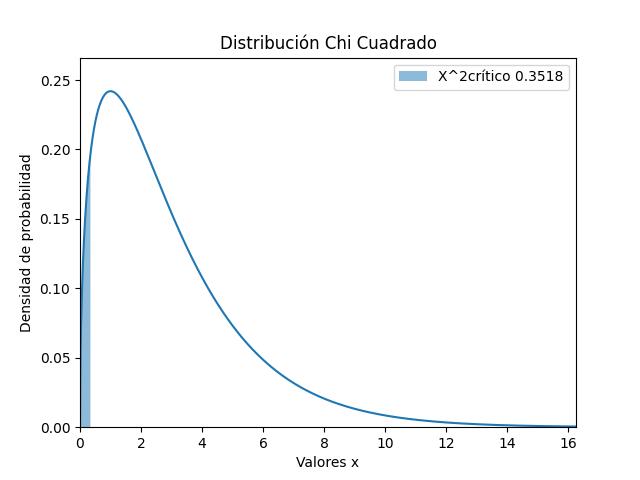 Distribución Chi Cuadrado
X^2crítico 0.3518
Densidad de probabilidad
0.25
0.20
0.15
0.10
0.05
0.00
0 2 4 6 8 10 12 14 16
Valores x